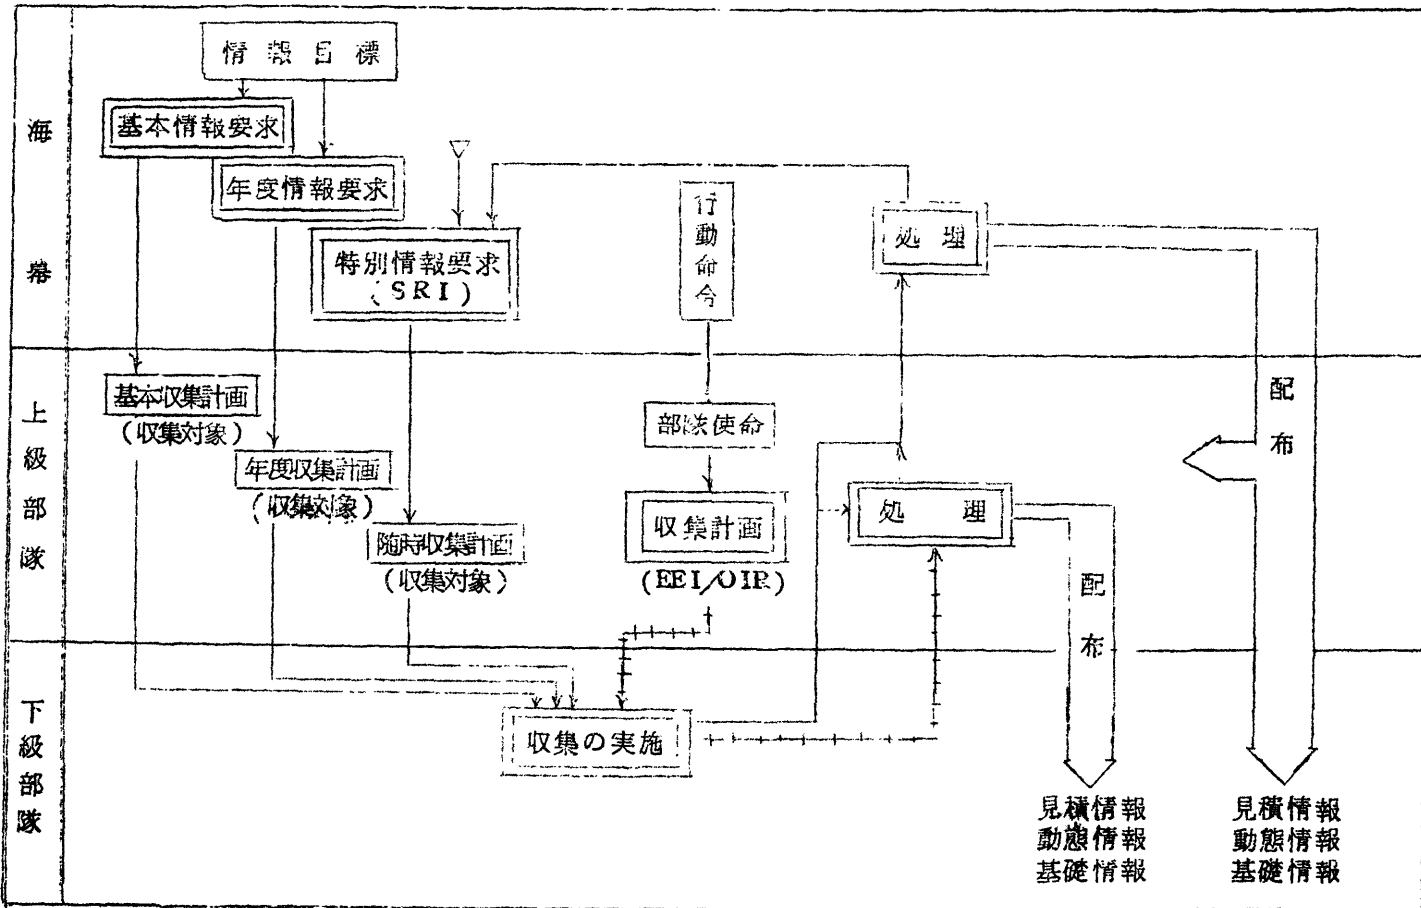 海幕
情報目標
基本情報要求
年度情報要求
特別情報要求
(SRI)
行動命令
処理
上級部隊
基本収集計画
(収集対象)
年度収集計画
(収集対象)
随時収集計画
(収集対象)
部隊使命
収集計画
(EEI/OIR)
処理
配布
配布
下級部隊
収集の実施
見積情報
動態情報
基礎情報
見積情報
動態情報
基礎情報